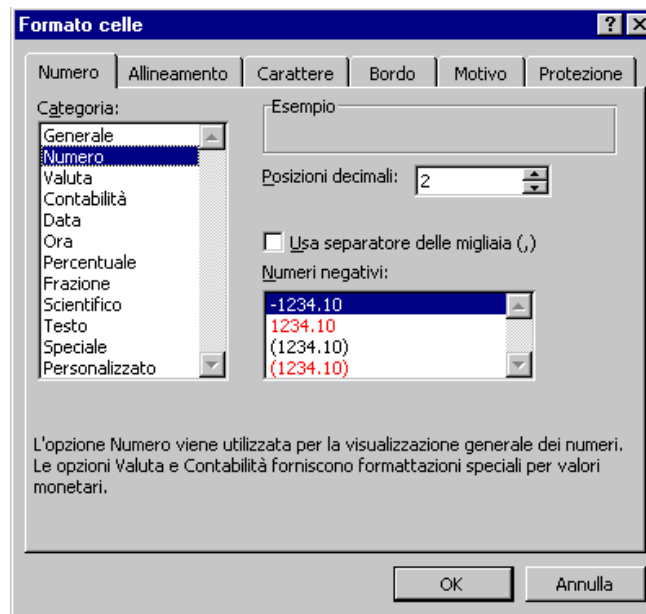 Formato celle
Numero Allineamento Carattere Bordo Motivo Protezione
Categoria:
Generale
Numero
Valuta
Contabilità
Data
Ora
Percentuale
Frazione
Scientifico
Testo
Speciale
Personalizzato
Esempio
Posizioni decimali: 2
Usa separatore delle migliaia (,)
Numeri negativi:
-1234.10
1234.10
(1234.10)
(1234.10)
L'opzione Numero viene utilizzata per la visualizzazione generale dei numeri.
Le opzioni Valuta e Contabilità forniscono formattazioni speciali per valori
monetari.
OK Annulla